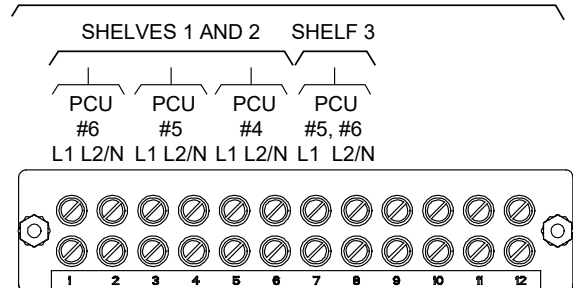 SHELVES 1 AND 2 SHELF 3
PCU PCU PCU PCU
#6 #5 #4 #5, #6
L1 L2/N L1 L2/N L1 L2/N L1 L2/N
1 2 3 4 5 6 7 8 9 10 11 12